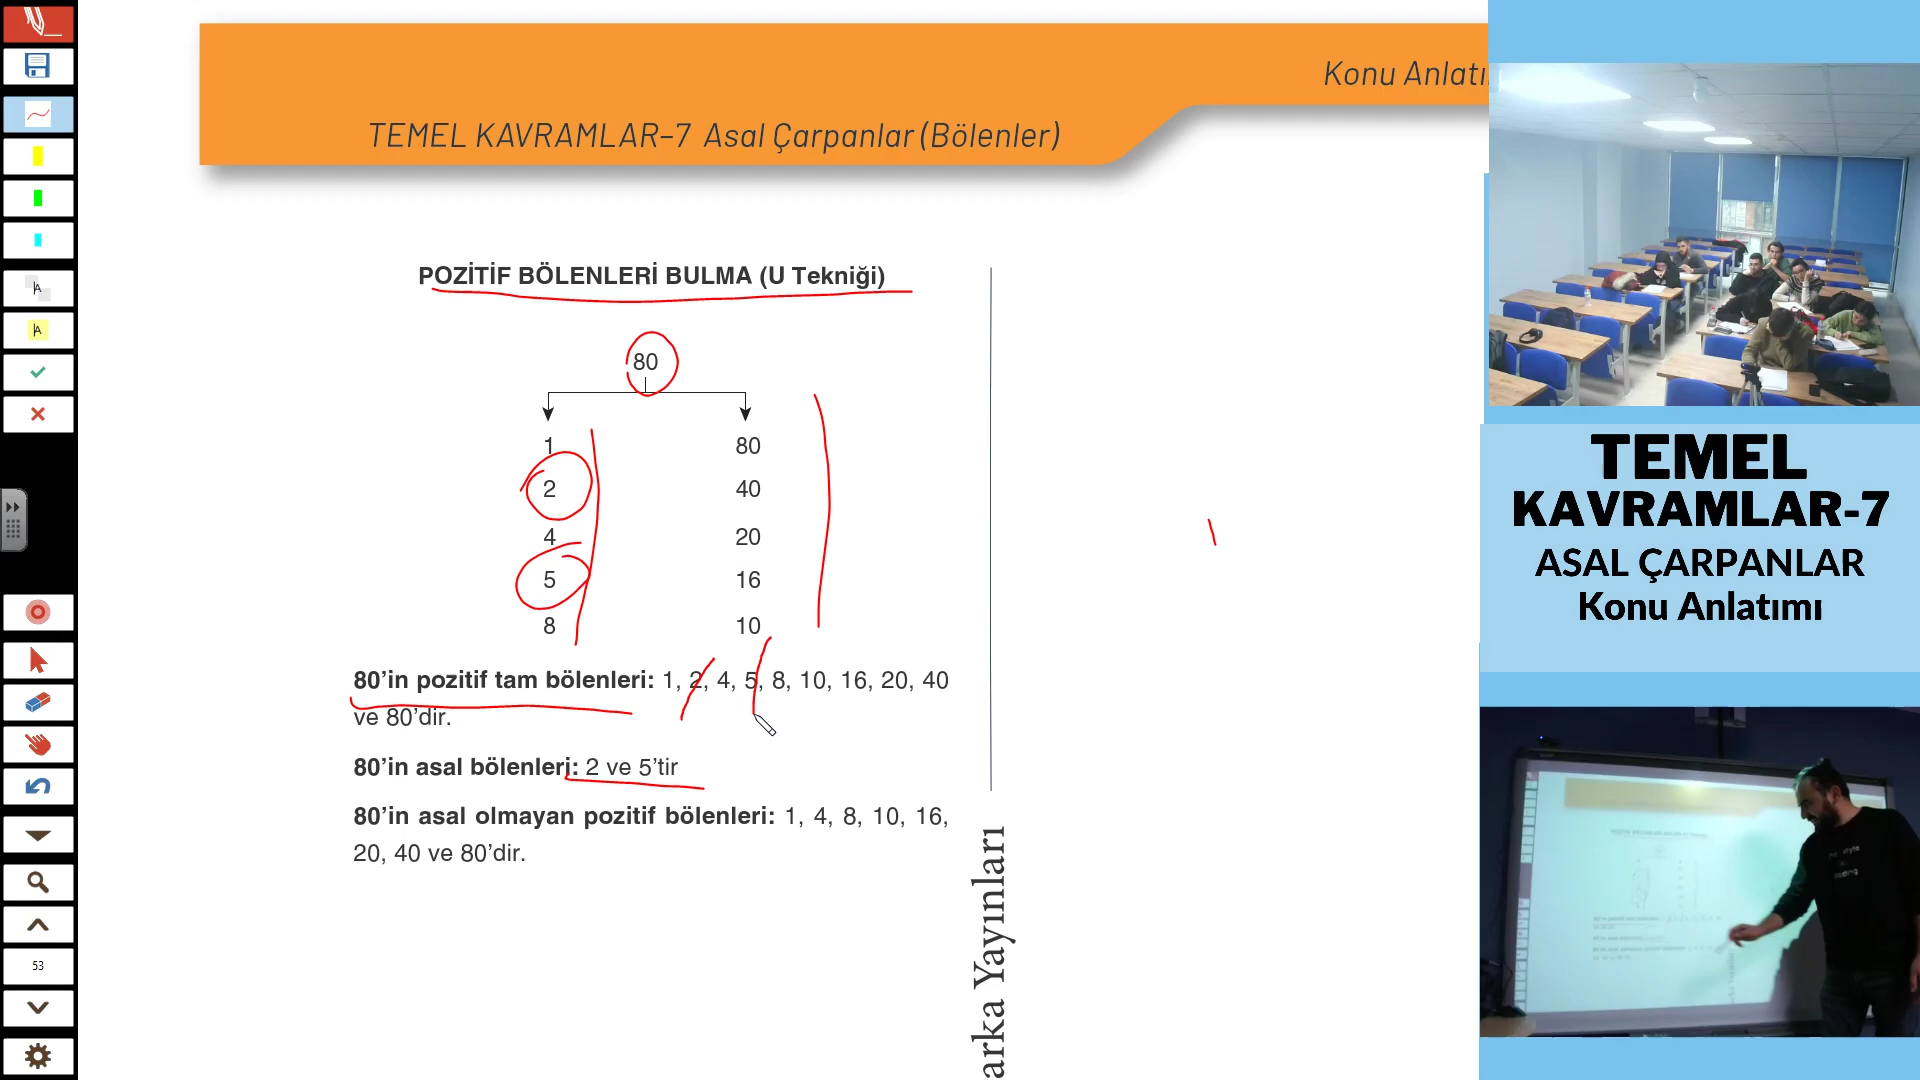 Konu Anlatı
TEMEL KAVRAMLAR-7 Asal Çarpanlar (Bölenler)
POZİTİF BÖLENLERİ BULMA (U Tekniği)
80
1 80
2 40
4 20
5 16
8 10
80’in pozitif tam bölenleri: 1, 2, 4, 5, 8, 10, 16, 20, 40
ve 80’dir.
80’in asal bölenleri: 2 ve 5’tir
80’in asal olmayan pozitif bölenleri: 1, 4, 8, 10, 16,
20, 40 ve 80’dir.
arka Yayınları
53
TEMEL
KAVRAMLAR-7
ASAL ÇARPANLAR
Konu Anlatımı